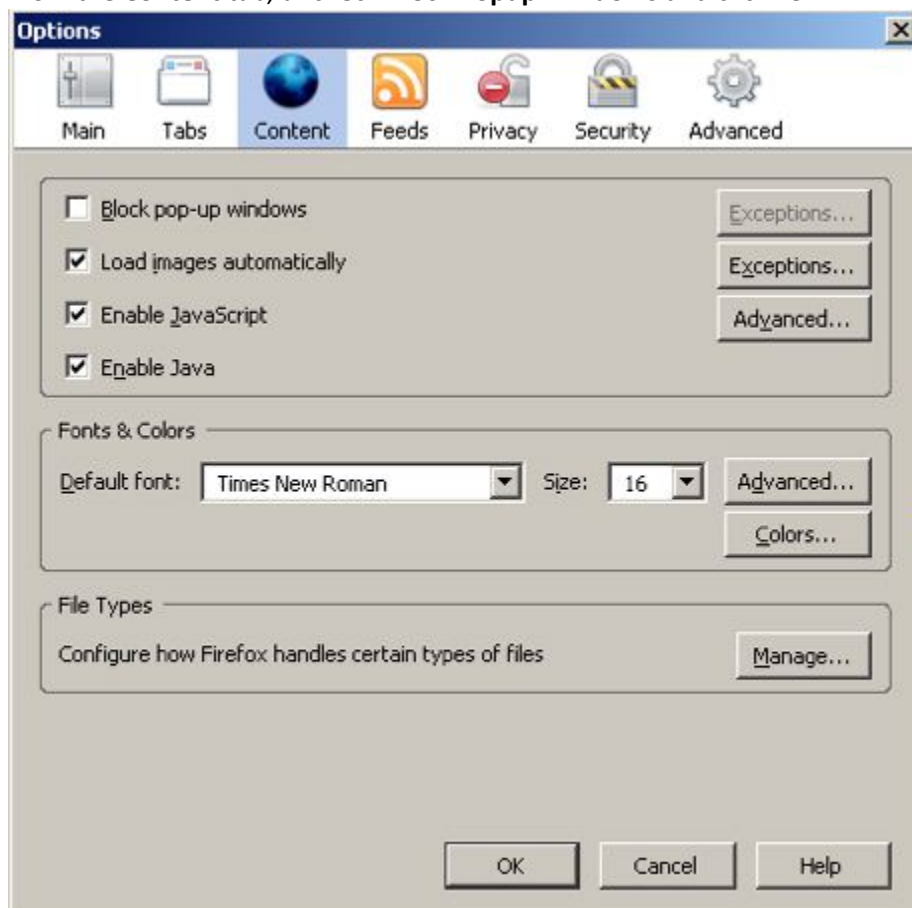 Options
Main Tabs Content Feeds Privacy Security Advanced
Block pop-up windows Exceptions...
Load images automatically Exceptions...
Enable JavaScript Advanced...
Enable Java
Fonts & Colors
Default font: Times New Roman Size: 16 Advanced...
Colors...
File Types
Configure how Firefox handles certain types of files Manage...
OK Cancel Help